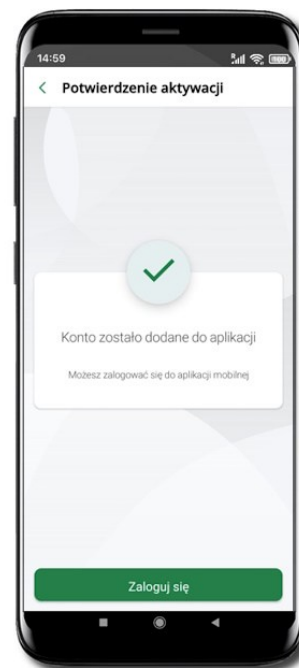 14:59
Potwierdzenie aktywacji
Konto zostało dodane do aplikacji
Możesz zalogować się do aplikacji mobilnej
Zaloguj się